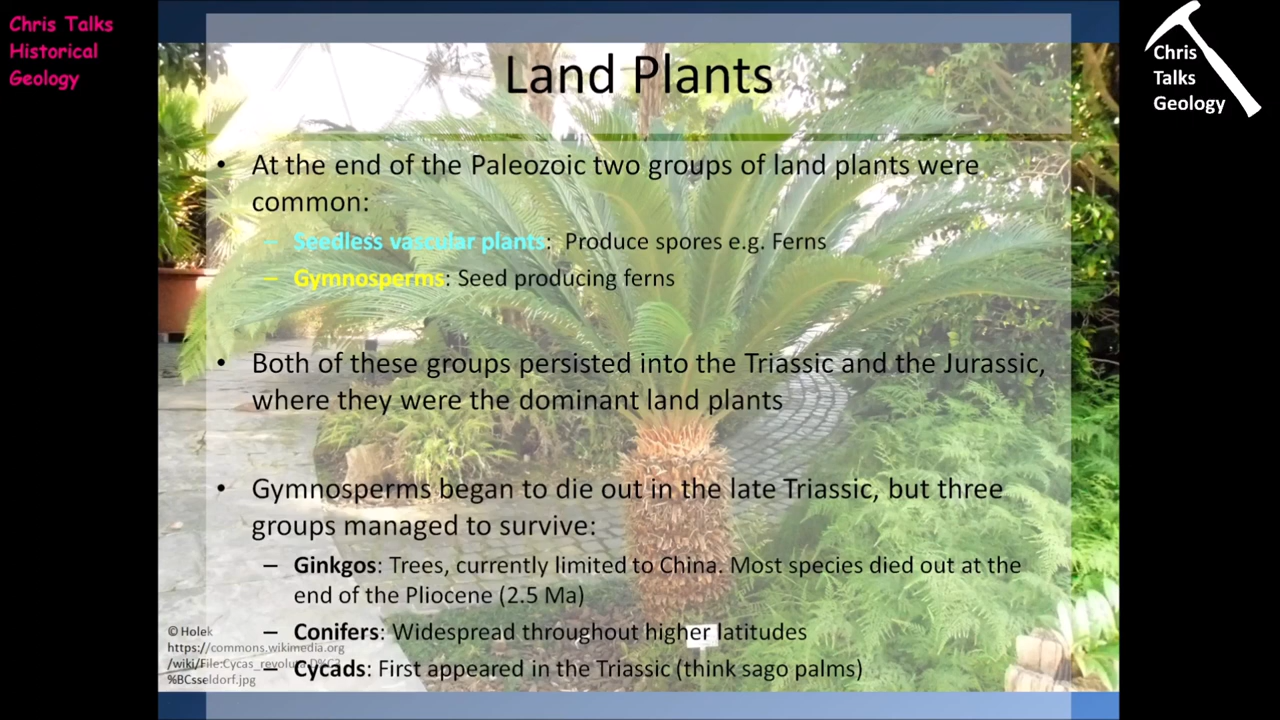 Chris Talks
Historical
Geology
Chris
Talks
Geology
Land Plants
• At the end of the Paleozoic two groups of land plants were
common:
– Seedless vascular plants: Produce spores e.g. Ferns
– Gymnosperms: Seed producing ferns
• Both of these groups persisted into the Triassic and the Jurassic,
where they were the dominant land plants
• Gymnosperms began to die out in the late Triassic, but three
groups managed to survive:
– Ginkgos: Trees, currently limited to China. Most species died out at the
end of the Pliocene (2.5 Ma)
– Conifers: Widespread throughout higher latitudes
– Cycads: First appeared in the Triassic (think sago palms)
© Holek
https://commons.wikimedia.org
/wiki/File:Cycas_revolu
%BCsseldorf.jpg